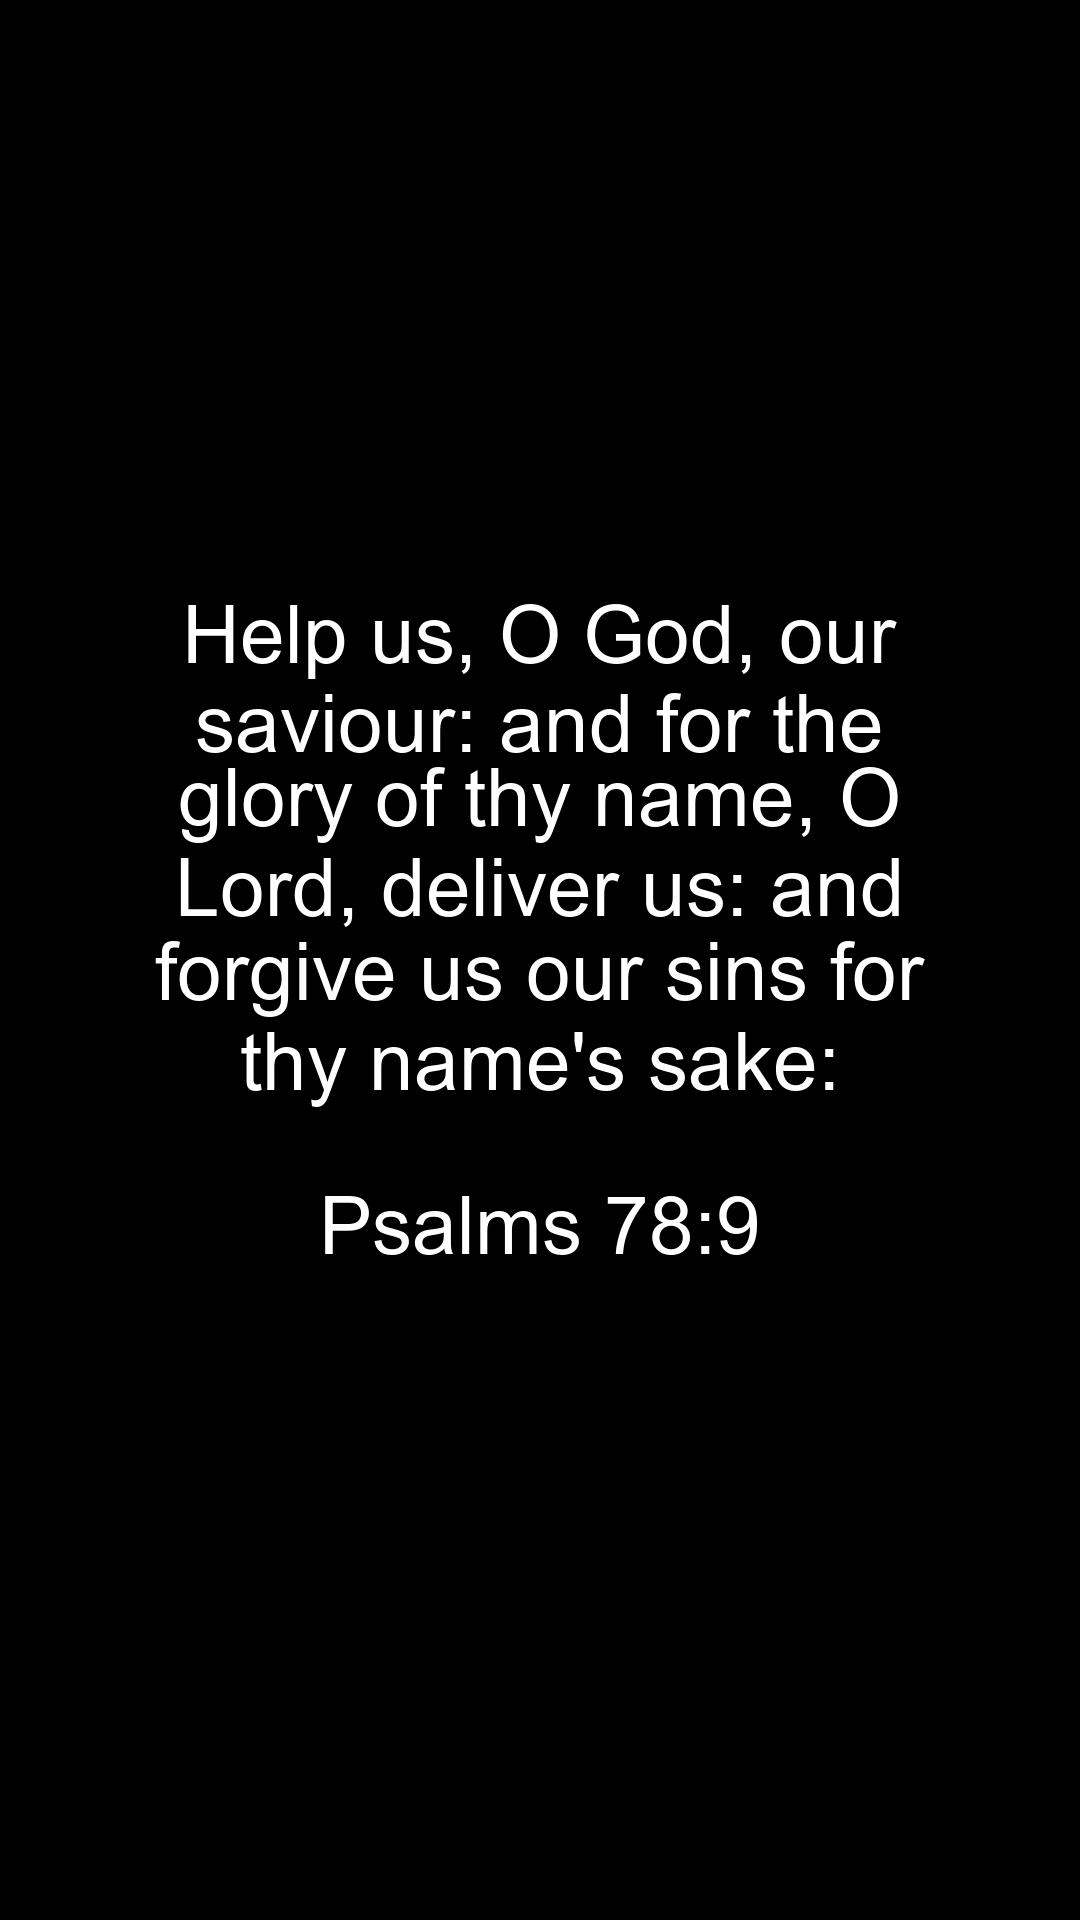 Help us, O God, our
saviour: and for the
glory of thy name, O
Lord, deliver us: and
forgive us our sins for
thy name's sake:
Psalms 78:9